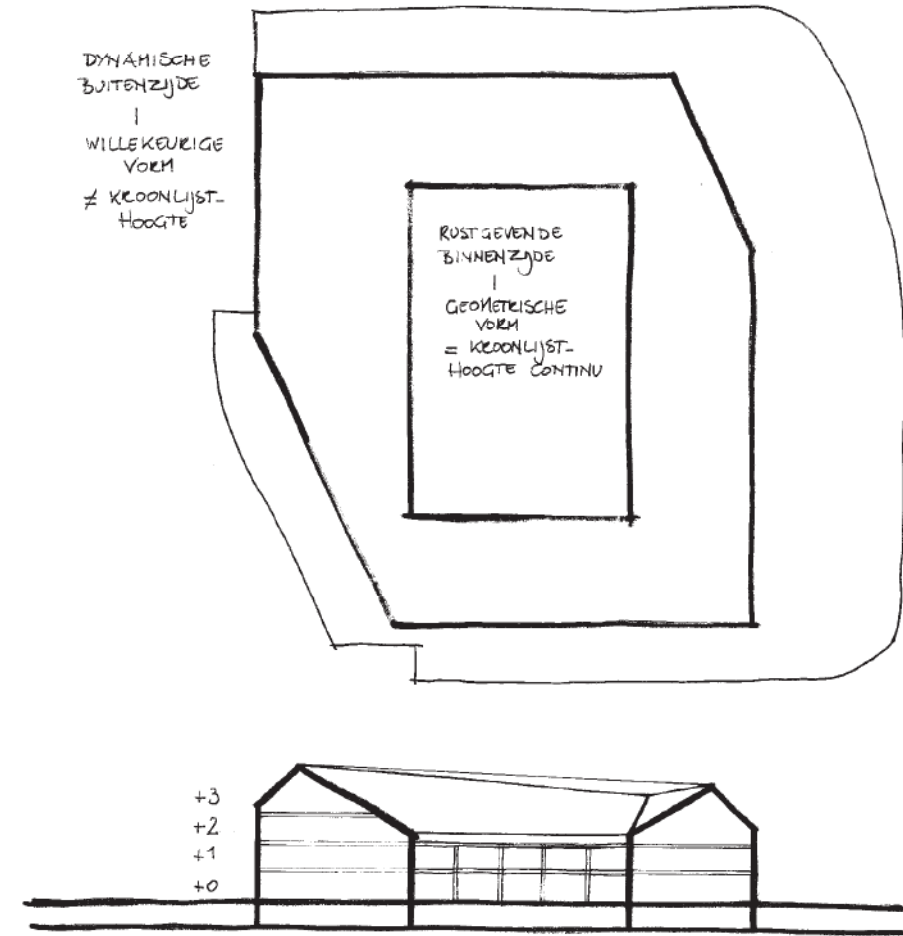 DYNAMISCHE
BUITENZIJDE
|
WILLEKEURIGE
VORM
≠ KROONLIJST-
HOOGTE
RUSTGEVENDE
BINNENZIJDE
|
GEOMETRISCHE
VORM
= KROONLIJST-
HOOGTE CONTINU
+3
+2
+1
+0